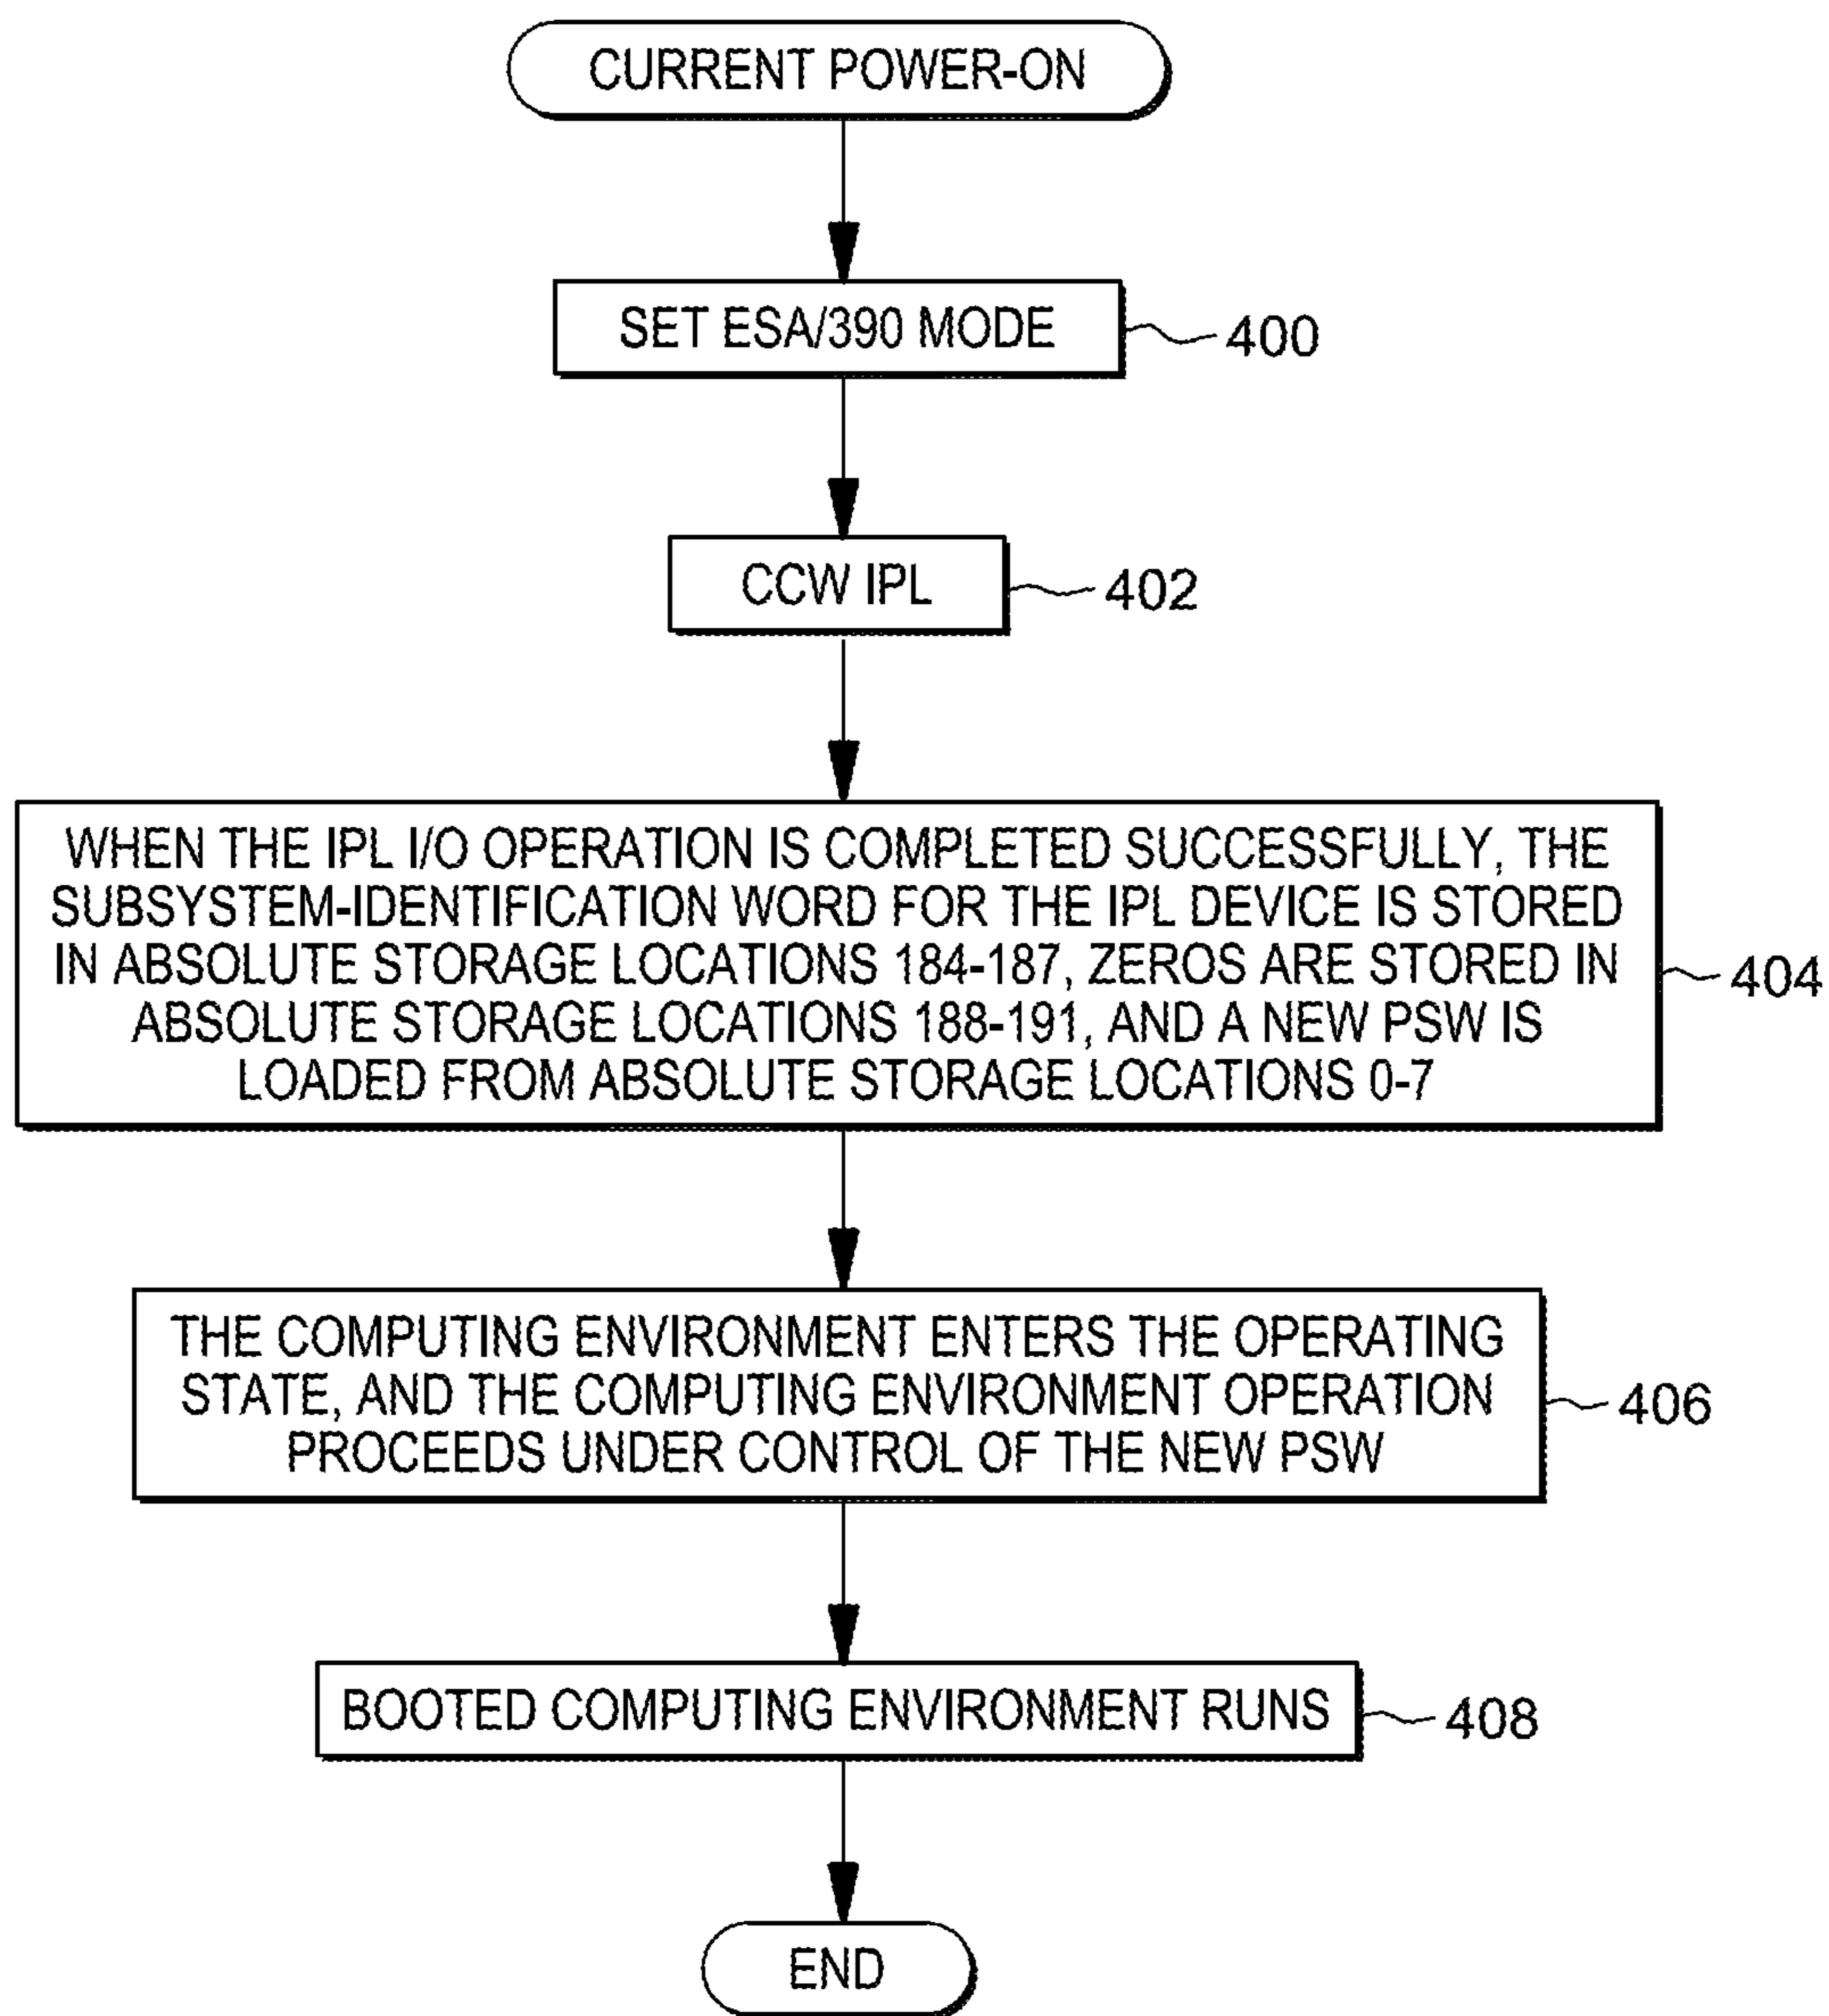 CURRENT POWER-ON
SET ESA/390 MODE
400
CCW IPL
402
WHEN THE IPL I/O OPERATION IS COMPLETED SUCCESSFULLY, THE
SUBSYSTEM-IDENTIFICATION WORD FOR THE IPL DEVICE IS STORED
IN ABSOLUTE STORAGE LOCATIONS 184-187, ZEROS ARE STORED IN
ABSOLUTE STORAGE LOCATIONS 188-191, AND A NEW PSW IS
LOADED FROM ABSOLUTE STORAGE LOCATIONS 0-7
404
THE COMPUTING ENVIRONMENT ENTERS THE OPERATING
STATE, AND THE COMPUTING ENVIRONMENT OPERATION
PROCEEDS UNDER CONTROL OF THE NEW PSW
406
BOOTED COMPUTING ENVIRONMENT RUNS
408
END